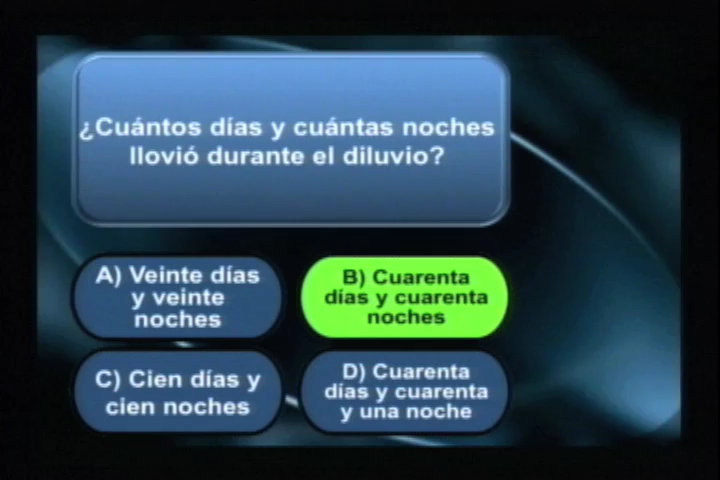 ¿Cuántos días y cuántas noches
llovió durante el diluvio?
A) Veinte días
y veinte
noches
B) Cuarenta
días y cuarenta
noches
C) Cien días y
cien noches
D) Cuarenta
días y cuarenta
y una noche